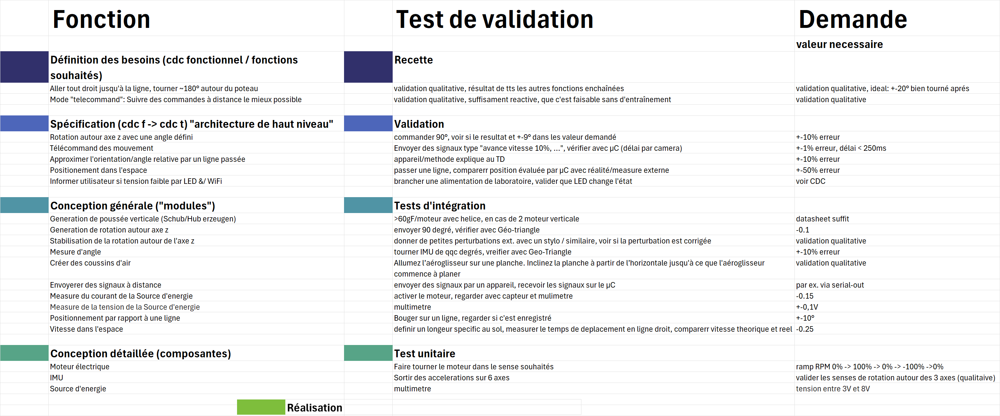 Fonction Test de validation Demande
valeur necessaire
Définition des besoins (cdc fonctionnel / fonctions Recette
souhaités)
Aller tout droit jusqu'à la ligne, tourner ~180° autour du poteau validation qualitative, résultat de tts les autres fonctions enchaînées validation qualitative, ideal: +-20° bien tourné aprés
Mode "telecommand": Suivre des commandes à distance le mieux possible validation qualitative, suffisament reactive, que c'est faisable sans d'entraînement validation qualitative
Spécification (cdc f -> cdc t) "architecture de haut niveau" Validation
Rotation autour axe z avec une angle défini commander 90°, voir si le resultat et +-9° dans les valeur demandé +-10% erreur
Télécommand des mouvement Envoyer des signaux type "avance vitesse 10%, ...", vérifier avec µC (délai par camera) +-1% erreur, délai < 250ms
Approximer l'orientation/angle relative par un ligne passée appareil/methode explique au TD +-10% erreur
Positionement dans l'espace passer une ligne, comparerr position évaluée par µC avec réalité/measure externe +-50% erreur
Informer utilisateur si tension faible par LED &/ WiFi brancher une alimentation de laboratoire, valider que LED change l'état voir CDC
Conception générale ("modules") Tests d'intégration
Generation de poussée verticale (Schub/Hub erzeugen) >60gF/moteur avec helice, en cas de 2 moteur verticale datasheet suffit
Generation de rotation autour axe z envoyer 90 degré, vérifier avec Géo-triangle -0.1
Stabilisation de la rotation autour de l'axe z donner de petites perturbations ext. avec un stylo / similaire, voir si la perturbation est corrigée validation qualitative
Mesure d'angle tourner IMU de qqc degrés, vreifier avec Geo-Triangle +-10% erreur
Créer des coussins d'air Allumez l’aéroglisseur sur une planche. Inclinez la planche à partir de l’horizontale jusqu'à ce que l'aéroglisseur validation qualitative
commence à planer
Envoyerer des signaux à distance envoyer des signaux par un appareil, recevoir les signaux sur le µC par ex. via serial-out
Measure du courant de la Source d'energie activer le moteur, regarder avec capteur et mulimetre -0.15
Measure de la tension de la Source d'energie multimetre +-0,1V
Positionnement par rapport à une ligne Bouger sur un ligne, regarder si c'est enregistré +-10°
Vitesse dans l'espace definir un longeur specific au sol, measurer le temps de deplacement en ligne droit, comparerr vitesse theorique et reel -0.25
Conception détaillée (composantes) Test unitaire
Moteur électrique Faire tourner le moteur dans le sense souhaités ramp RPM 0% -> 100% -> 0% -> -100% ->0%
IMU Sortir des accelerations sur 6 axes valider les senses de rotation autour des 3 axes (qualitaive)
Source d'energie multimetre tension entre 3V et 8V
Réalisation